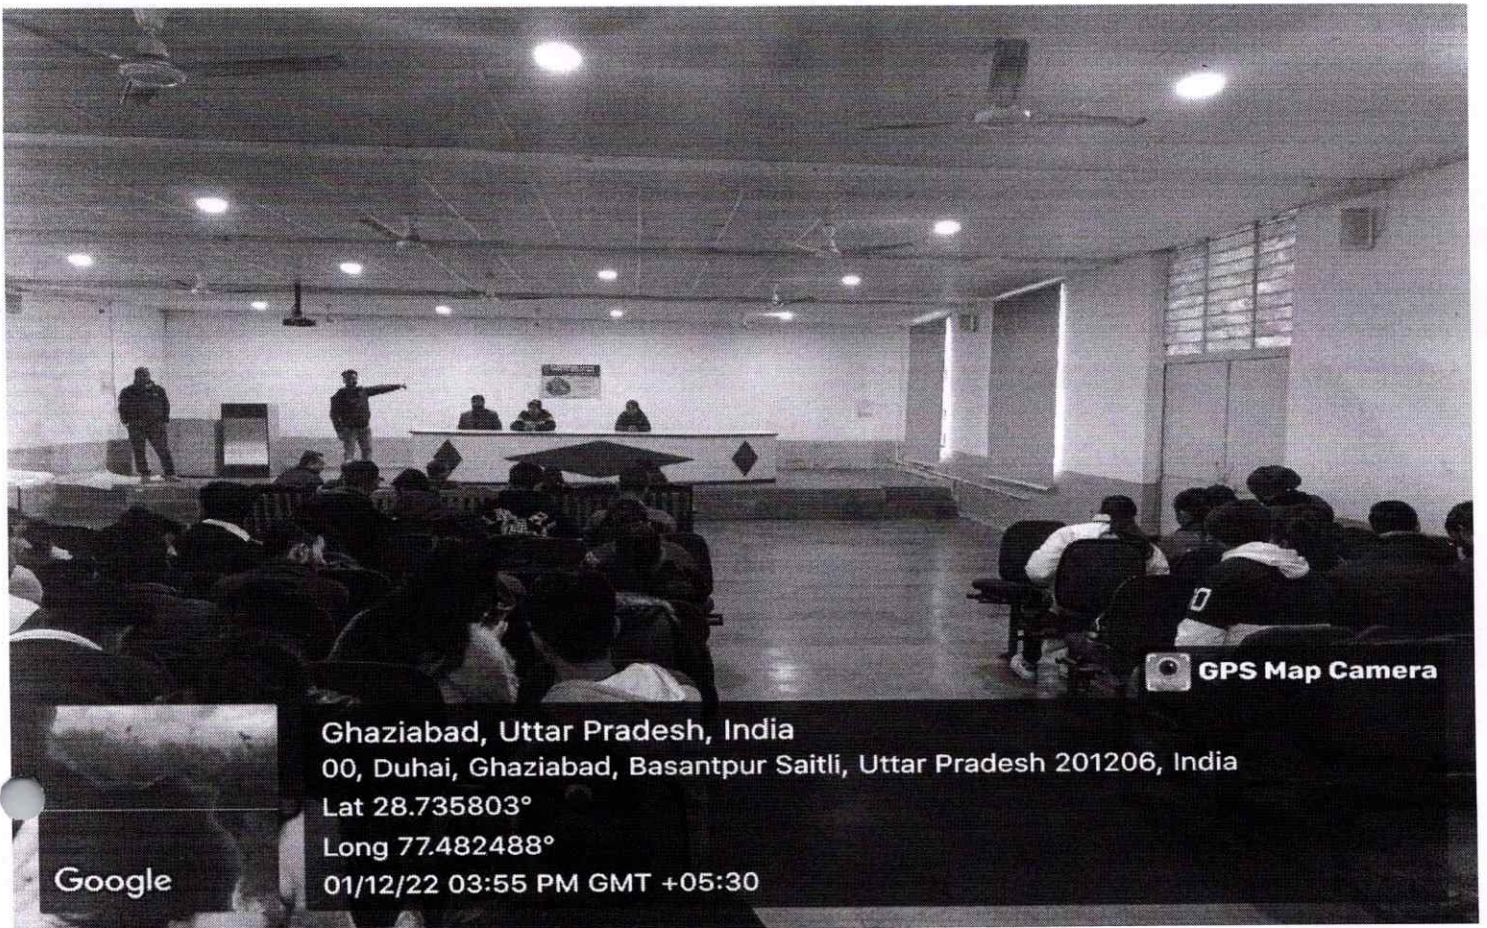 GPS Map Camera
Ghaziabad, Uttar Pradesh, India
00, Duhai, Ghaziabad, Basantpur Saitli, Uttar Pradesh 201206, India
Lat 28.735803°
Long 77.482488°
01/12/22 03:55 PM GMT +05:30
Google